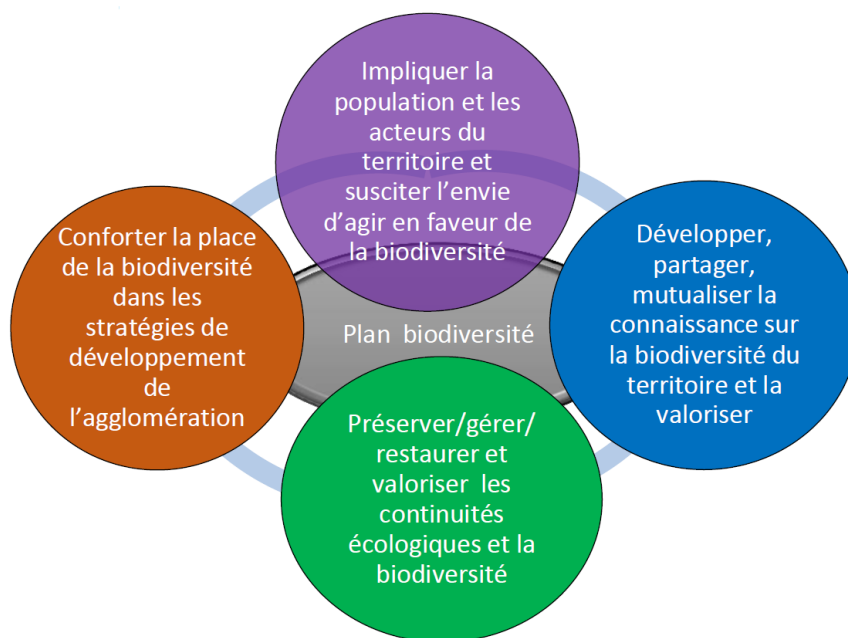 Impliquer la
population et les
acteurs du
territoire et
susciter l’envie
d’agir en faveur de
la biodiversité
Conforter la place
de la biodiversité
dans les
stratégies de
développement
de
l’agglomération
Plan  biodiversité
Développer,
partager,
mutualiser la
connaissance sur
la biodiversité du
territoire et la
valoriser
Préserver/gérer/
restaurer et
valoriser  les
continuités
écologiques et la
biodiversité